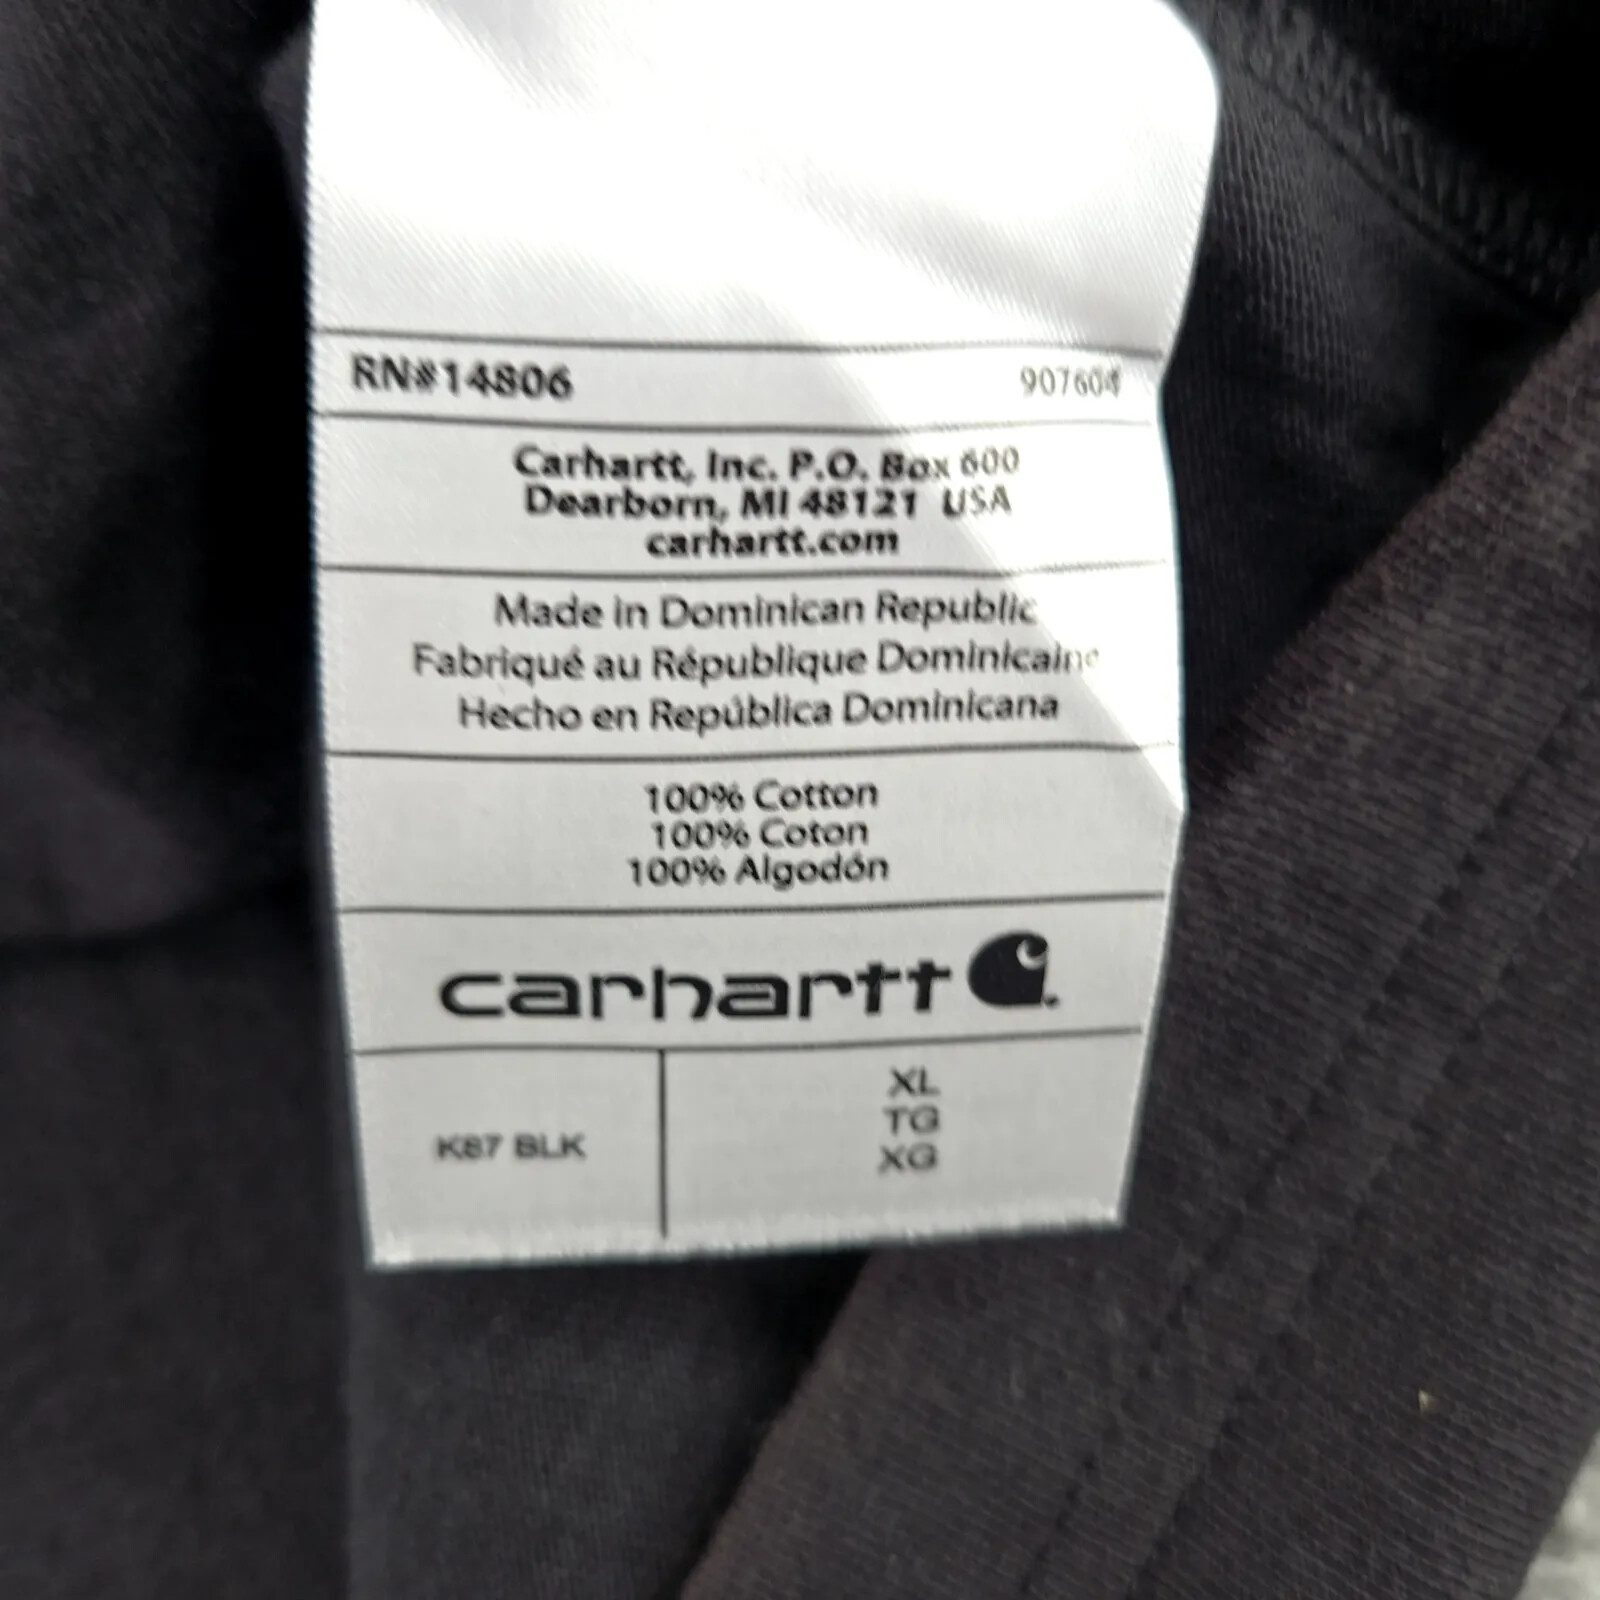 RN#14806 907604
Carhartt, Inc. P.O. Box 600
Dearborn, MI 48121 USA
carhartt.com
Made in Dominican Republic
Fabriqué au République Dominicaine
Hecho en República Dominicana
100% Cotton
100% Coton
100% Algodón
carhartt
K87 BLK
XL
TG
XG